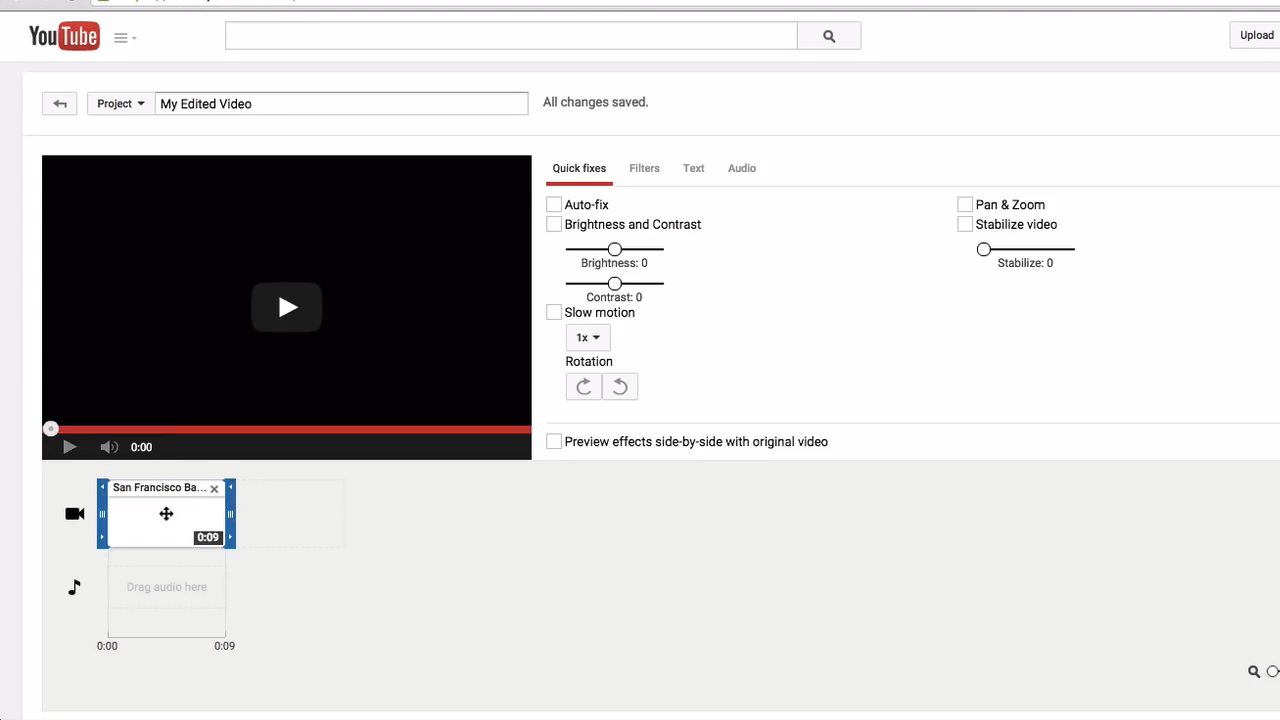 YouTube
Upload
Project My Edited Video All changes saved.
Quick fixes Filters Text Audio
Auto-fix
Pan & Zoom
Brightness and Contrast
Stabilize video
Brightness: 0
Stabilize: 0
Contrast: 0
Slow motion
1x
Rotation
0:00
Preview effects side-by-side with original video
San Francisco Ba...
0:09
Drag audio here
0:00 0:09